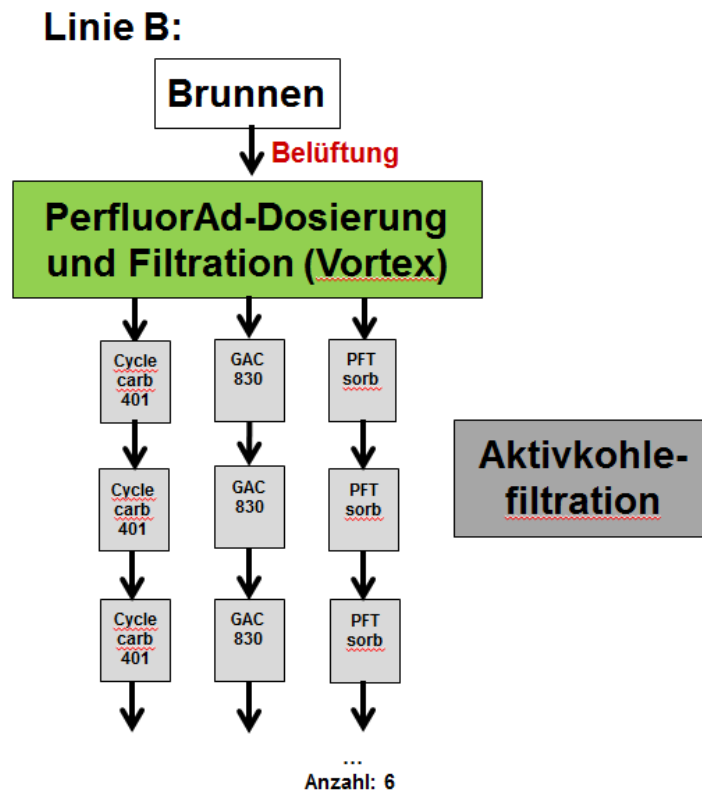 Linie B:
Brunnen
Belüftung
PerfluorAd-Dosierung
und Filtration (Vortex)
Cycle
carb
401
GAC
830
PFT
sorb
Cycle
carb
401
GAC
830
PFT
sorb
Aktivkohle-
filtration
Cycle
carb
401
GAC
830
PFT
sorb
...
Anzahl: 6